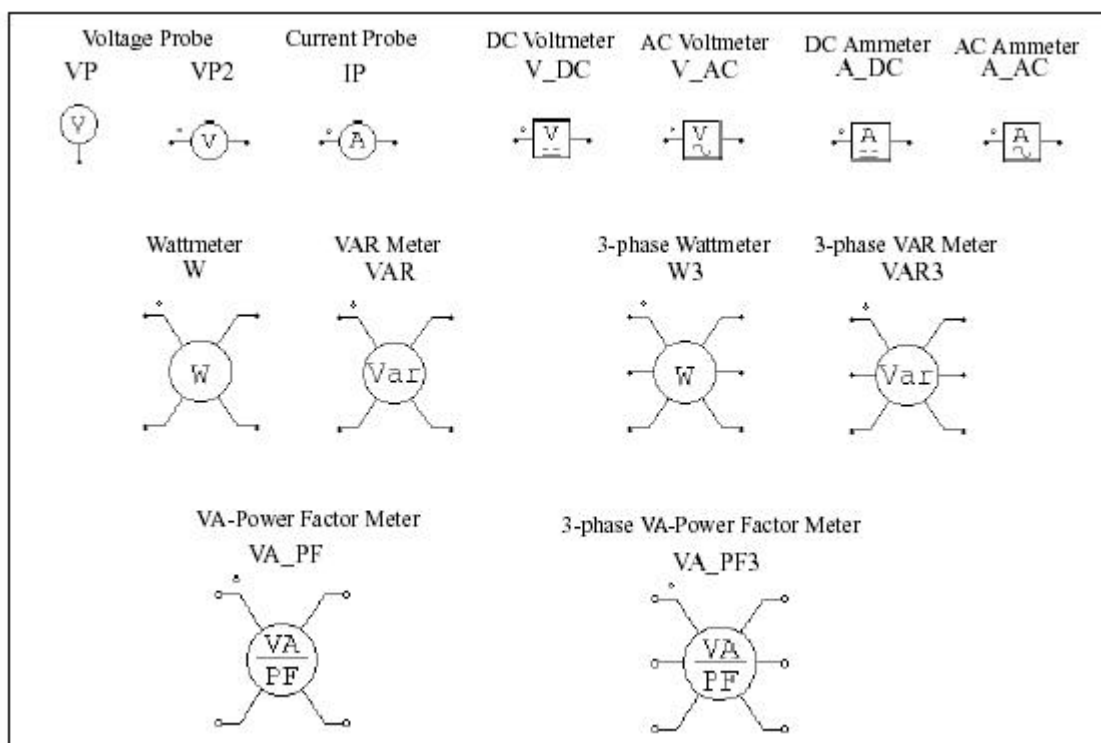 Voltage Probe Current Probe DC Voltmeter AC Voltmeter DC Ammeter AC Ammeter
VP VP2 IP V_DC V_AC A_DC A_AC
V V A V V A A
Wattmeter VAR Meter 3-phase Wattmeter 3-phase VAR Meter
W VAR W3 VAR3
W Var W Var
VA-Power Factor Meter 3-phase VA-Power Factor Meter
VA_PF VA_PF3
VA VA
PF PF